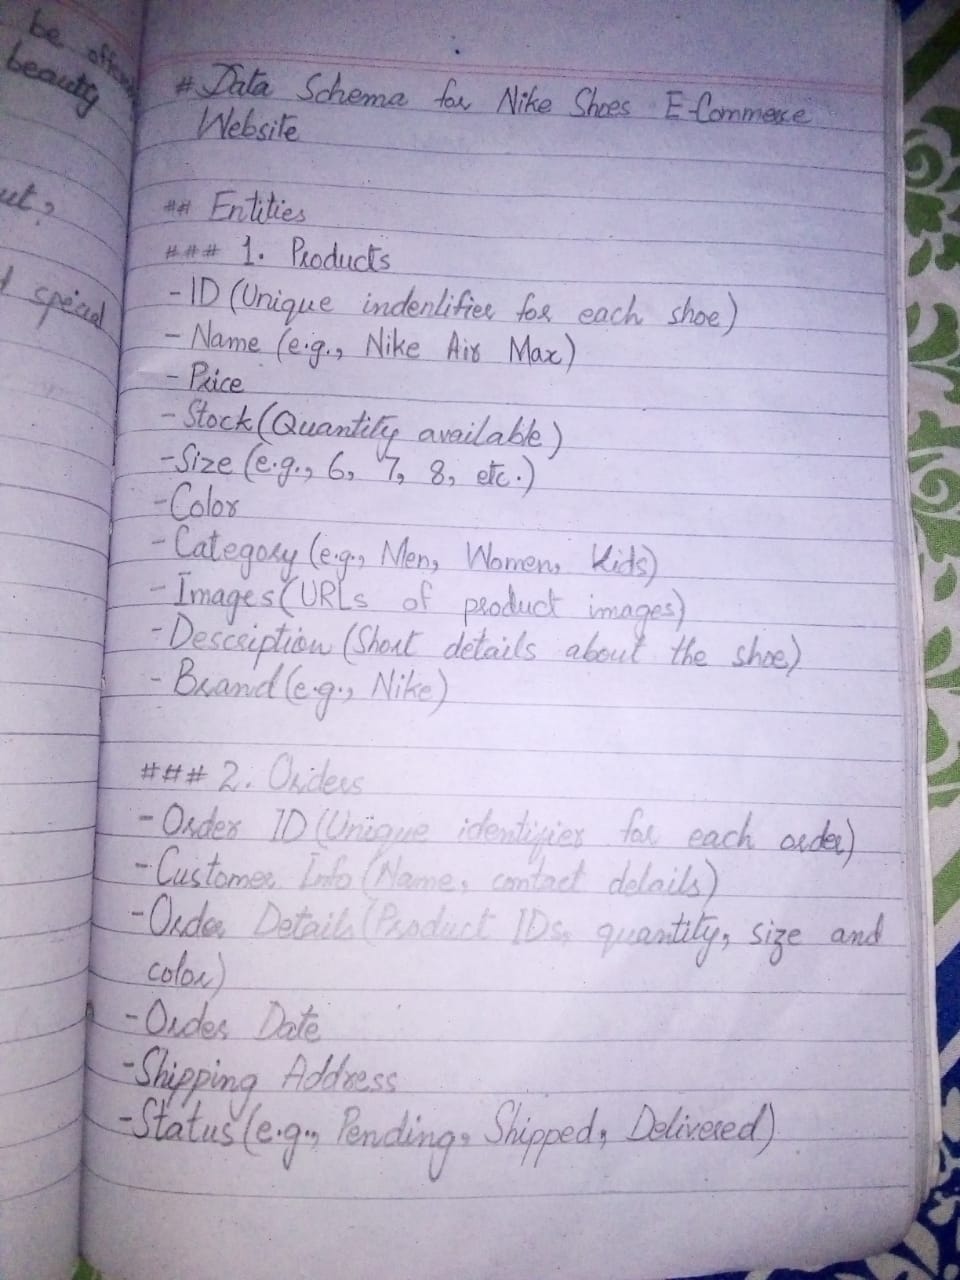 be
beauty
ut?
special
# Data Schema for Nike Shoes E-Commerce
Website
## Entities
### 1. Products
- ID (Unique indenlifier for each shoe)
- Name (e.g., Nike Air Max)
- Price
- Stock (Quantity available)
- Size (e.g., 6, 7, 8, etc.)
- Color
- Category (e.g., Men, Women, Kids)
- Images (URLs of product images)
- Description (Short details about the shoe)
- Brand (e.g., Nike)
### 2. Orders
- Order ID (Unique identifier for each order)
- Customer Info (Name, contact details)
- Order Details (Product IDs, quantity, size and
color)
- Order Date
- Shipping Address
- Status (e.g., Pending, Shipped, Delivered)